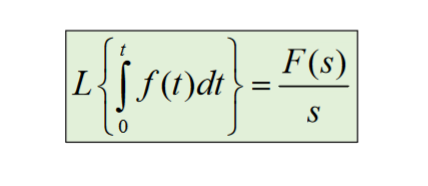 L{∫₀ᵗ f(t)dt} = F(s)/s